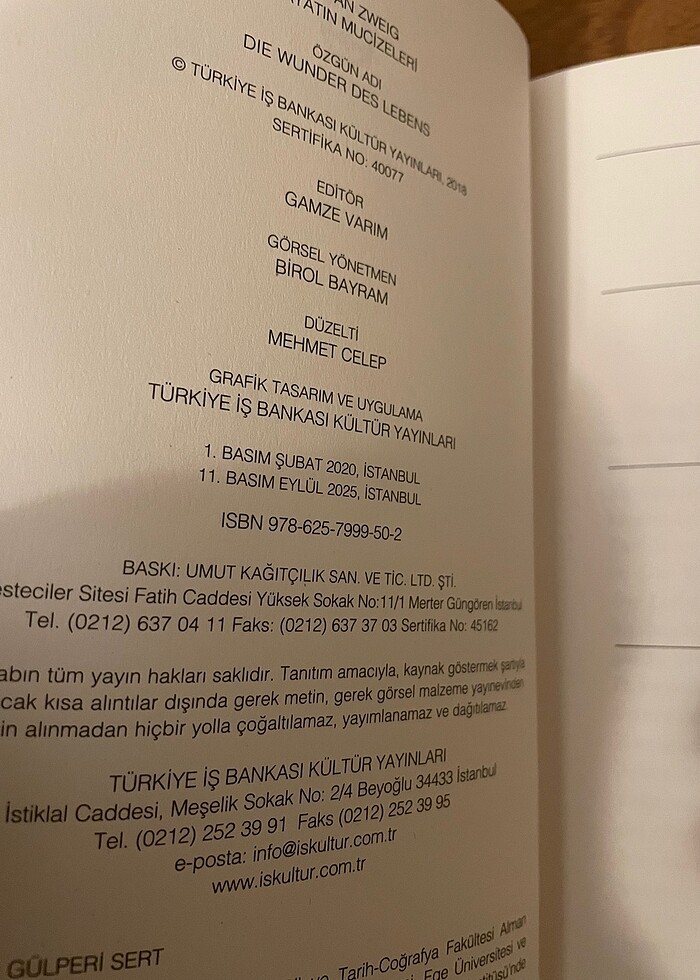 AN ZWEIG
YATIN MUCİZELERİ
ÖZGÜN ADI
DIE WUNDER DES LEBENS
© TÜRKİYE İŞ BANKASI KÜLTÜR YAYINLARI, 2018
SERTİFİKA NO: 40077
EDİTÖR
GAMZE VARIM
GÖRSEL YÖNETMEN
BİROL BAYRAM
DÜZELTİ
MEHMET CELEP
GRAFİK TASARIM VE UYGULAMA
TÜRKİYE İŞ BANKASI KÜLTÜR YAYINLARI
1. BASIM ŞUBAT 2020, İSTANBUL
11. BASIM EYLÜL 2025, İSTANBUL
ISBN 978-625-7999-50-2
BASKI: UMUT KAĞITÇILIK SAN. VE TİC. LTD. ŞTİ.
esteciler Sitesi Fatih Caddesi Yüksek Sokak No:11/1 Merter Güngören İstanbul
Tel. (0212) 637 04 11 Faks: (0212) 637 37 03 Sertifika No: 45162
abın tüm yayın hakları saklıdır. Tanıtım amacıyla, kaynak göstermek şartıyla
cak kısa alıntılar dışında gerek metin, gerek görsel malzeme yayınevinden
in alınmadan hiçbir yolla çoğaltılamaz, yayımlanamaz ve dağıtılamaz.
TÜRKİYE İŞ BANKASI KÜLTÜR YAYINLARI
İstiklal Caddesi, Meşelik Sokak No: 2/4 Beyoğlu 34433 İstanbul
Tel. (0212) 252 39 91 Faks (0212) 252 39 95
e-posta: info@iskultur.com.tr
www.iskultur.com.tr
GÜLPERİ SERT
Tarih-Coğrafya Fakültesi Alman
Ege Üniversitesi ve